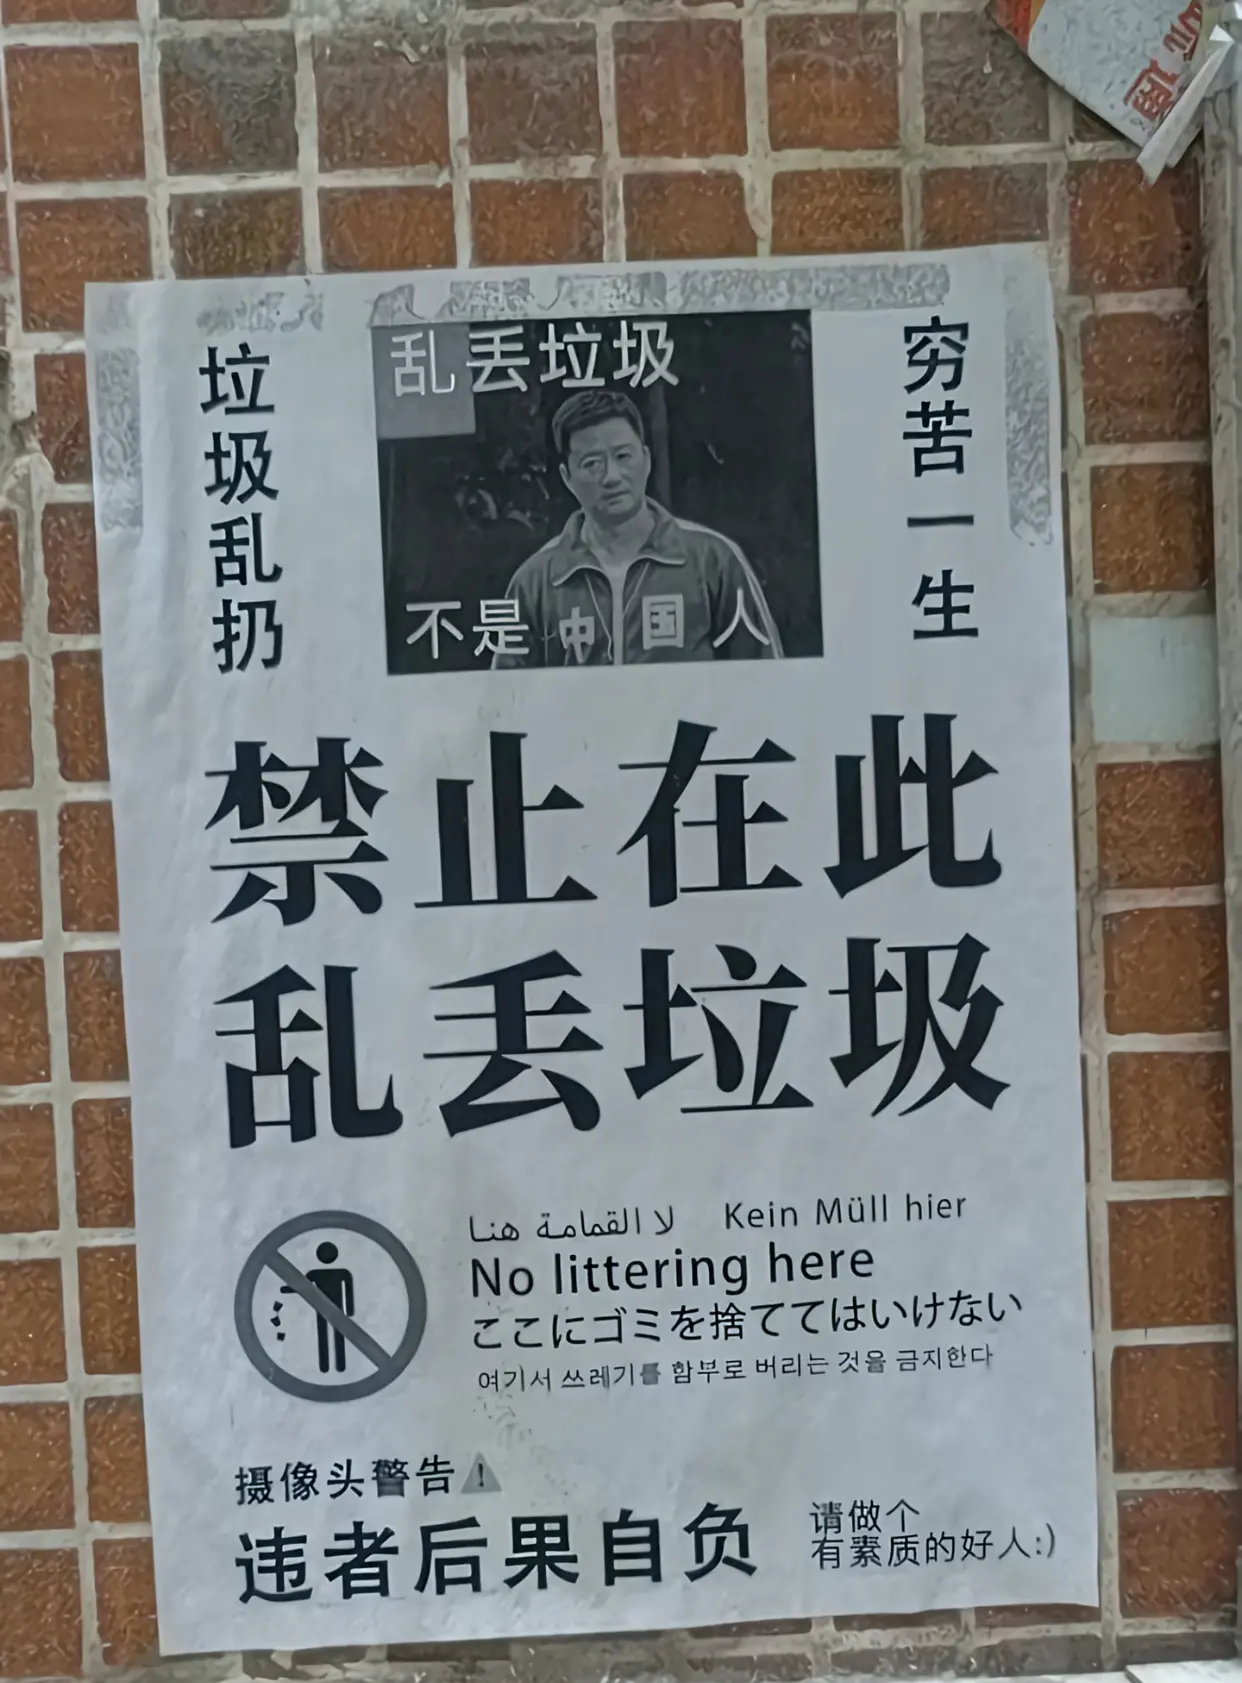 垃圾乱扔
穷苦一生
乱丢垃圾
不是中国人
禁止在此
乱丢垃圾
لا القمامة هنا
Kein Müll hier
No littering here
ここにゴミを捨ててはいけない
여기서 쓰레기를 함부로 버리는 것을 금지한다
摄像头警告
违者后果自负
请做个
有素质的好人:)